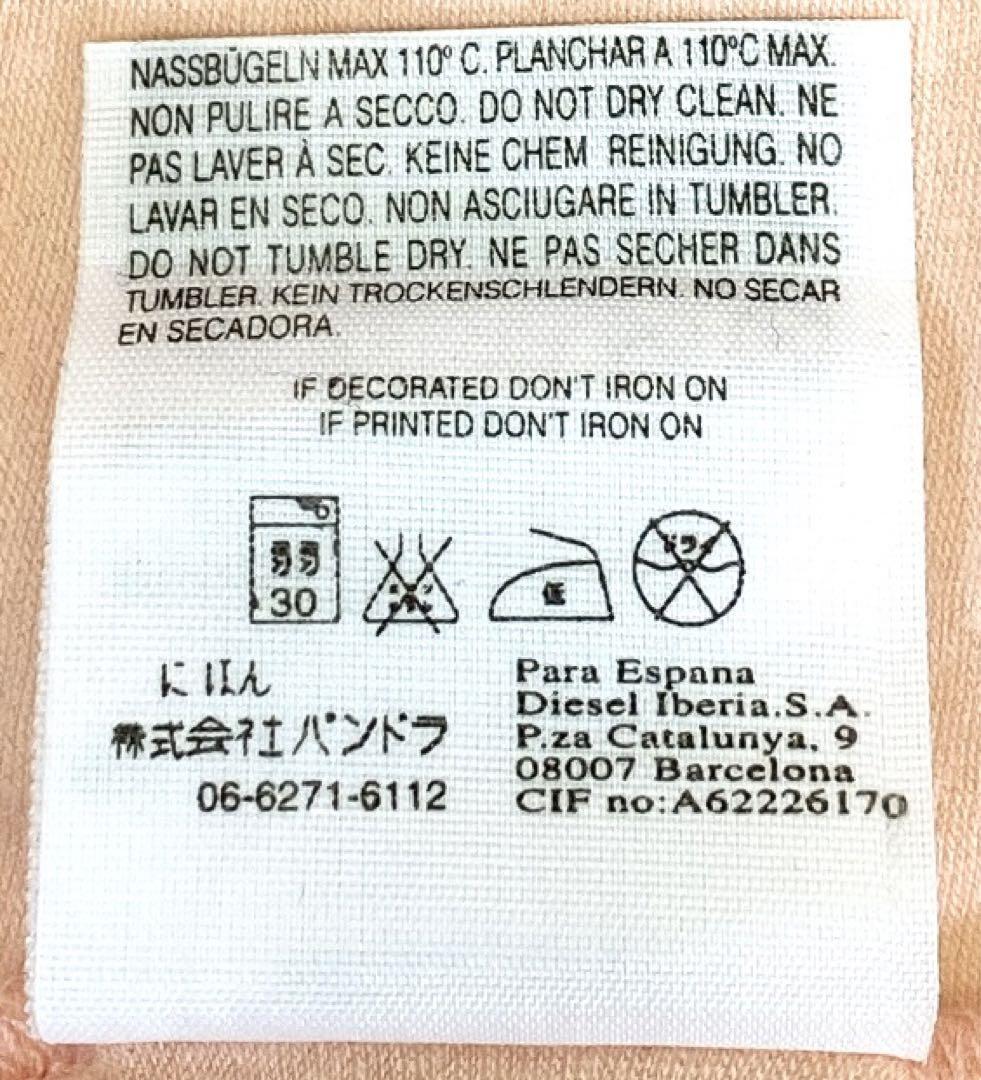 NASSBÜGELN MAX 110° C. PLANCHAR A 110°C MAX.
NON PULIRE A SECCO. DO NOT DRY CLEAN. NE
PAS LAVER À SEC. KEINE CHEM REINIGUNG. NO
LAVAR EN SECO. NON ASCIUGARE IN TUMBLER.
DO NOT TUMBLE DRY. NE PAS SECHER DANS
TUMBLER. KEIN TROCKENSCHLENDERN. NO SECAR
EN SECADORA.
IF DECORATED DON'T IRON ON
IF PRINTED DON'T IRON ON
弱
30
低
ドライ
にほん
株式会社パンドラ
06-6271-6112
Para Espana
Diesel Iberia.S.A.
P.za Catalunya, 9
08007 Barcelona
CIF no:A62226170